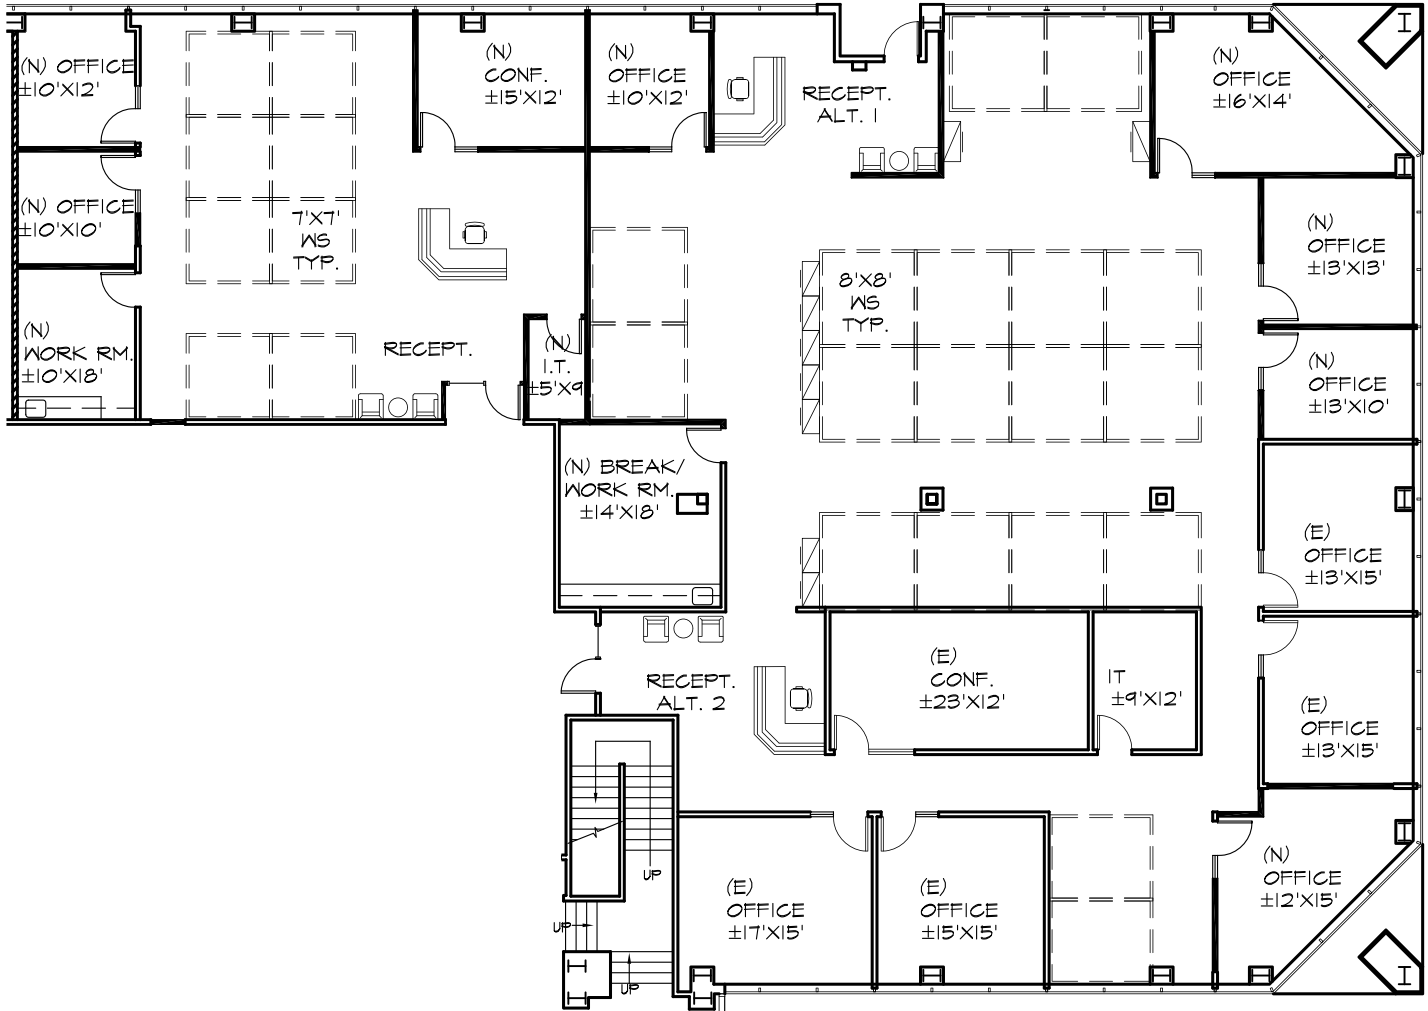 (N) OFFICE
±10'X12'
(N)
CONF.
±15'X12'
(N)
OFFICE
±10'X12'
RECEPT.
ALT. 1
(N)
OFFICE
±16'X14'
(N) OFFICE
±10'X10'
7'X7'
WS
TYP.
(N)
OFFICE
±13'X13'
8'X8'
WS
TYP.
(N)
WORK RM.
±10'X18'
RECEPT.
(N)
I.T.
±5'X9'
(N)
OFFICE
±13'X10'
(N) BREAK/
WORK RM.
±14'X18'
(E)
OFFICE
±13'X15'
RECEPT.
ALT. 2
(E)
CONF.
±23'X12'
IT
±9'X12'
(E)
OFFICE
±13'X15'
UP
(E)
OFFICE
±17'X15'
(E)
OFFICE
±15'X15'
(N)
OFFICE
±12'X15'
UP
UP